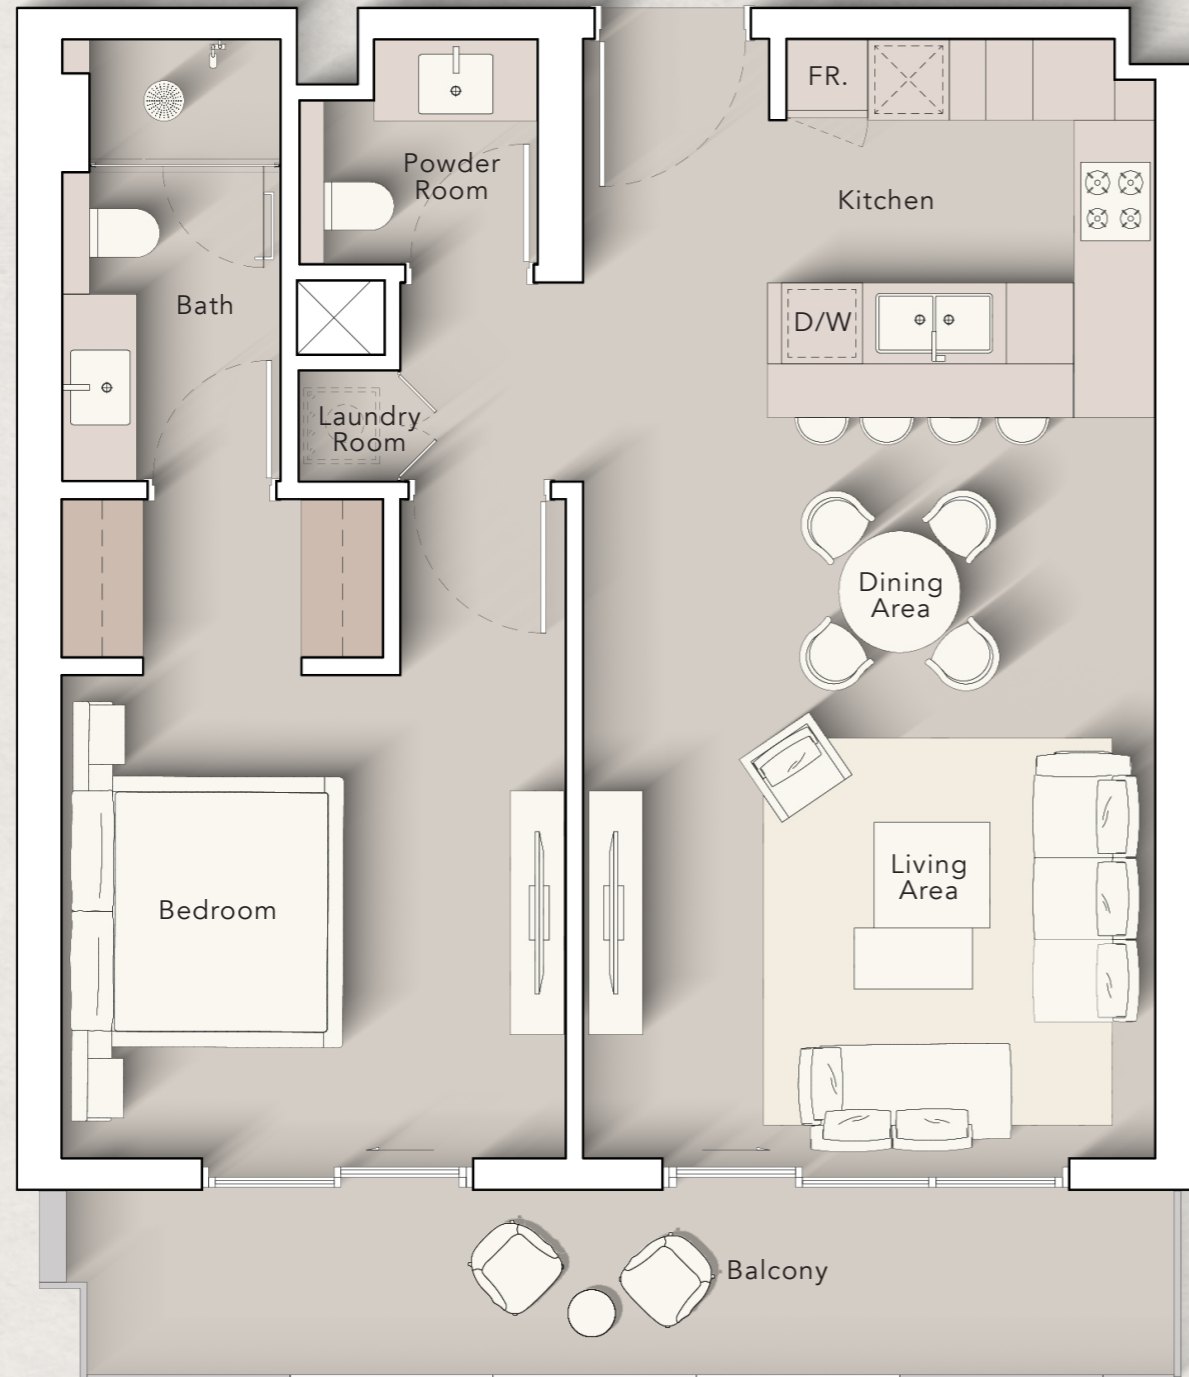 FR.
Powder
Room
Kitchen
Bath
D/W
Laundry
Room
Dining
Area
Living
Area
Bedroom
Balcony